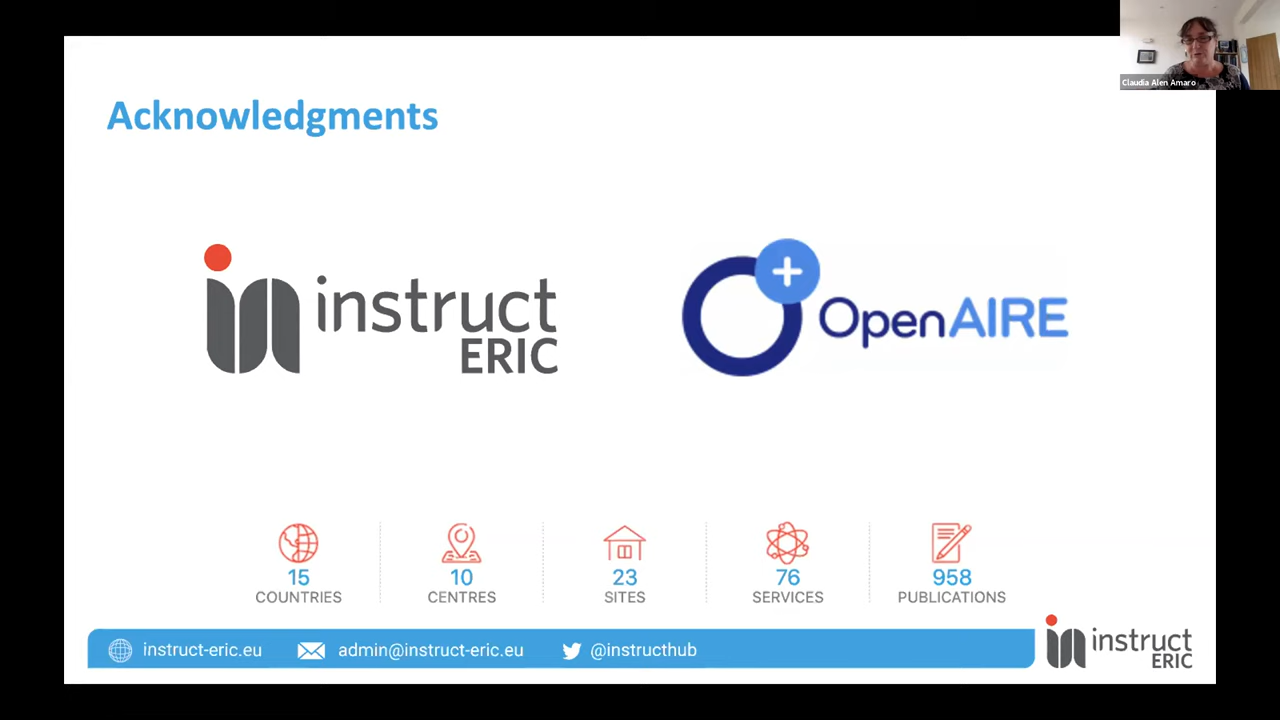 Claudia Alen Amaro
Acknowledgments
instruct
ERIC
OpenAIRE
15
COUNTRIES
10
CENTRES
23
SITES
76
SERVICES
958
PUBLICATIONS
instruct-eric.eu
admin@instruct-eric.eu
@instructhub
instruct
ERIC